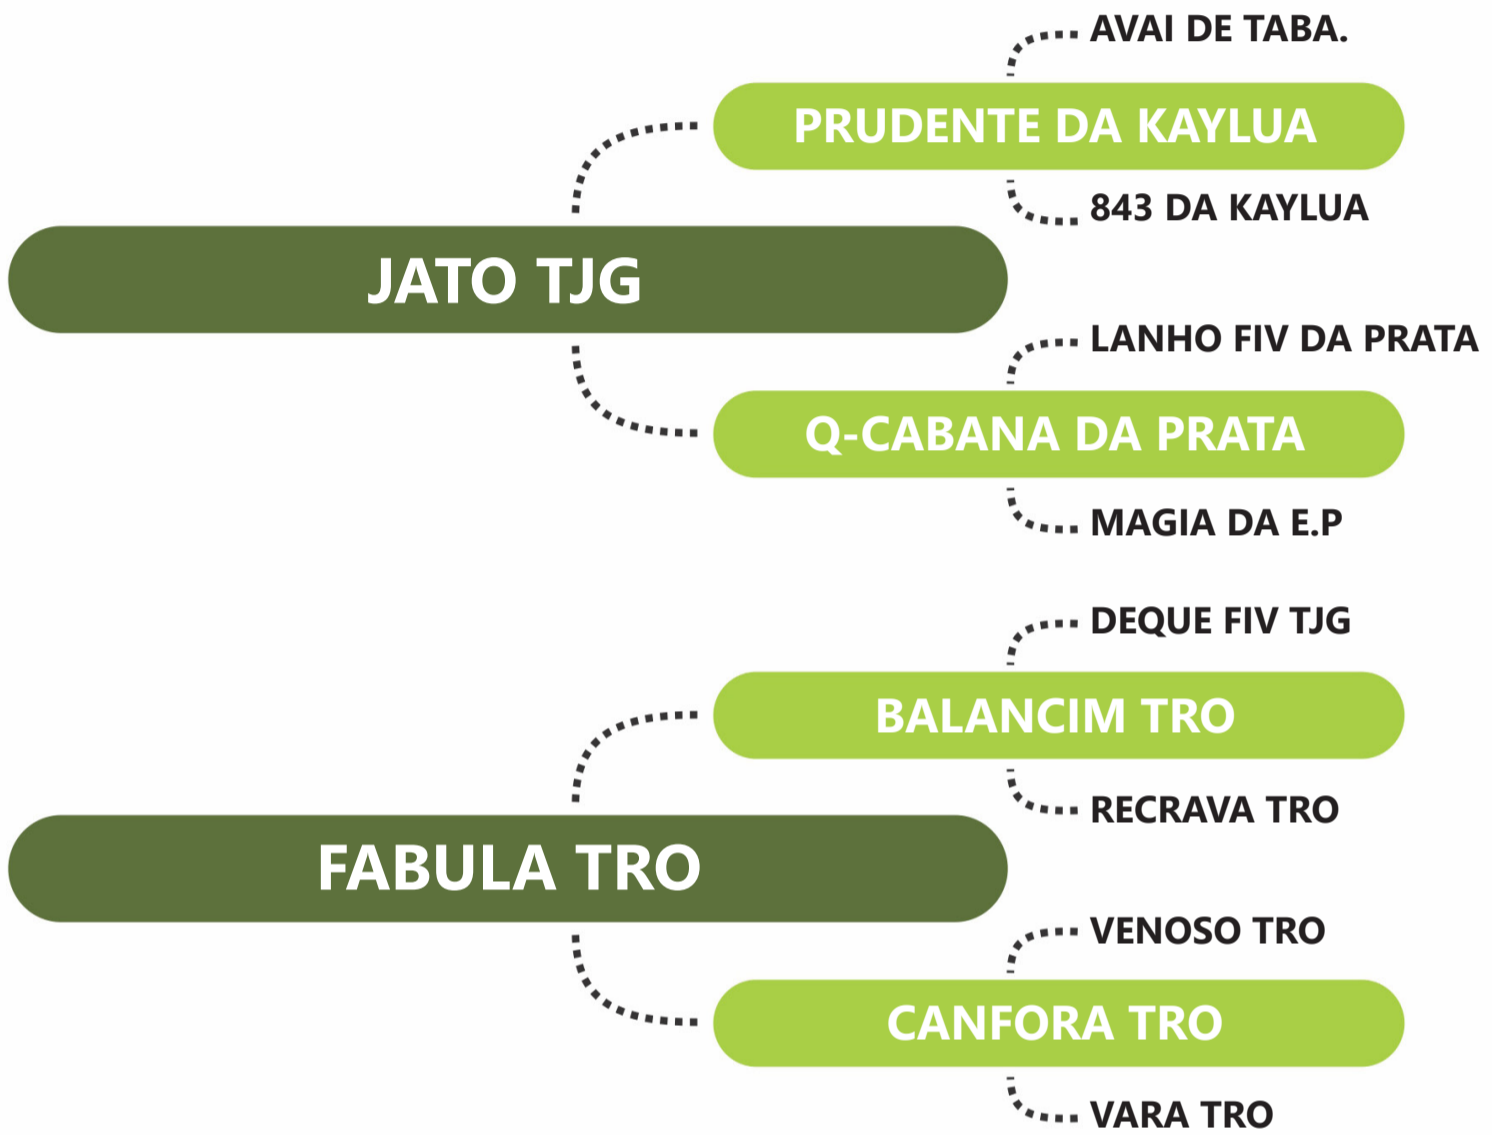 AVAI DE TABA.
PRUDENTE DA KAYLUA
843 DA KAYLUA
JATO TJG
LANHO FIV DA PRATA
Q-CABANA DA PRATA
MAGIA DA E.P
DEQUE FIV TJG
BALANCIM TRO
RECRAVA TRO
FABULA TRO
VENOSO TRO
CANFORA TRO
VARA TRO